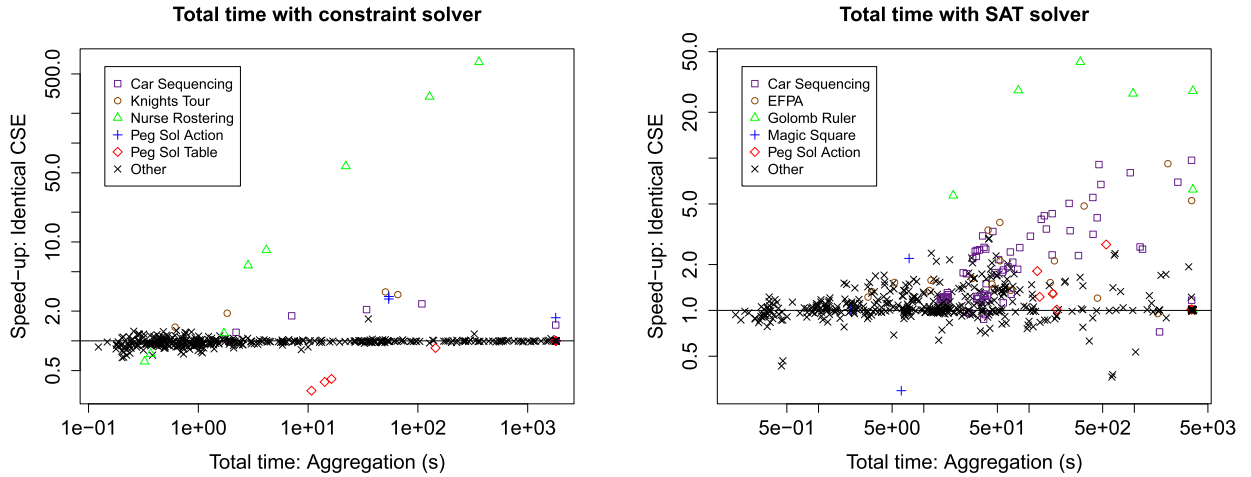 Total time with constraint solver
Speed−up: Identical CSE
500.0
50.0
10.0
2.0
0.5
Car Sequencing
Knights Tour
Nurse Rostering
Peg Sol Action
Peg Sol Table
Other
1e−01 1e+00 1e+01 1e+02 1e+03
Total time: Aggregation (s)
Total time with SAT solver
Speed−up: Identical CSE
50.0
20.0
5.0
2.0
1.0
0.5
Car Sequencing
EFPA
Golomb Ruler
Magic Square
Peg Sol Action
Other
5e−01 5e+00 5e+01 5e+02 5e+03
Total time: Aggregation (s)